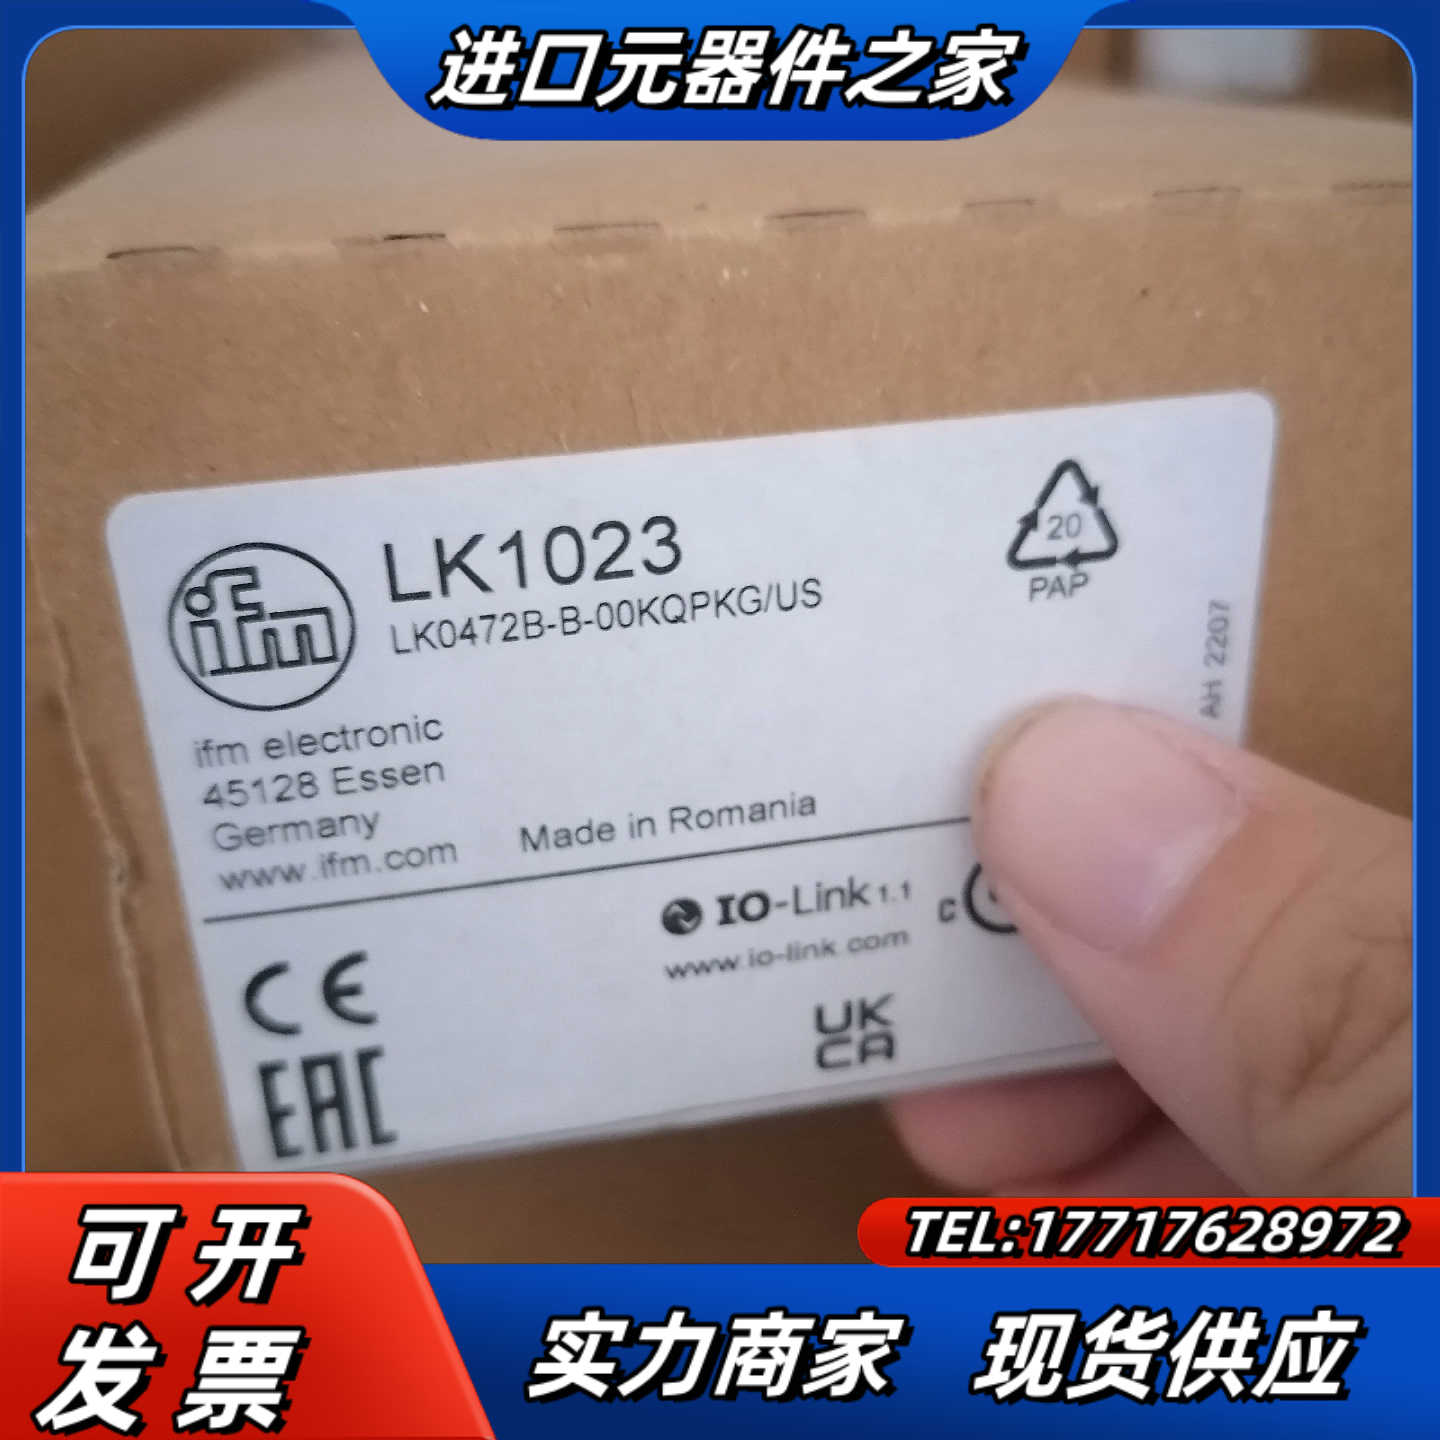 进口元器件之家
ifm
LK1023
LK0472B-B-00KQPKG/US
20
PAP
AH 2207
ifm electronic
45128 Essen
Germany
www.ifm.com
Made in Romania
IO-Link 1.1
www.io-link.com
C
CE
UK
CA
EAC
可开
发票
TEL:17717628972
实力商家 现货供应